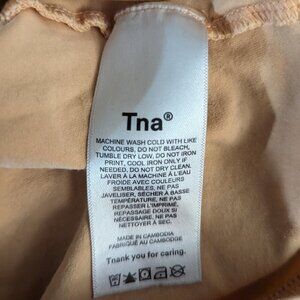 Tna®
MACHINE WASH COLD WITH LIKE
COLOURS, DO NOT BLEACH,
TUMBLE DRY LOW, DO NOT IRON
PRINT, COOL IRON ONLY IF
NEEDED, DO NOT DRY CLEAN.
LAVER À LA MACHINE À L'EAU
FROIDE AVEC COULEURS
SEMBLABLES, NE PAS
JAVELISER, SÉCHER À BASSE
TEMPÉRATURE, NE PAS
REPASSER L'IMPRIMÉ,
REPASSAGE DOUX SI
NÉCESSAIRE, NE PAS
NETTOYER À SEC.
MADE IN CAMBODIA
FABRIQUÉ AU CAMBODGE
Thank you for caring.